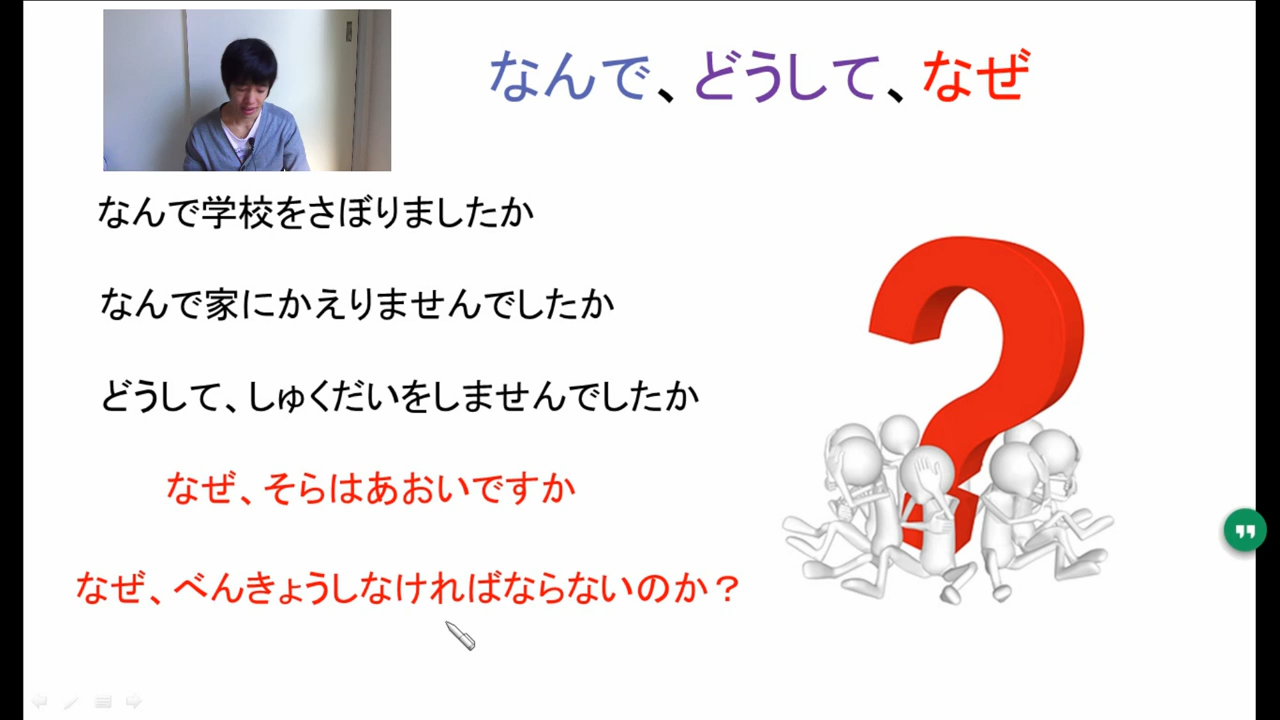 なんで、どうして、なぜ
なんで学校をさぼりましたか
なんで家にかえりませんでしたか
どうして、しゅくだいをしませんでしたか
なぜ、そらはあおいですか
なぜ、べんきょうしなければならないのか？